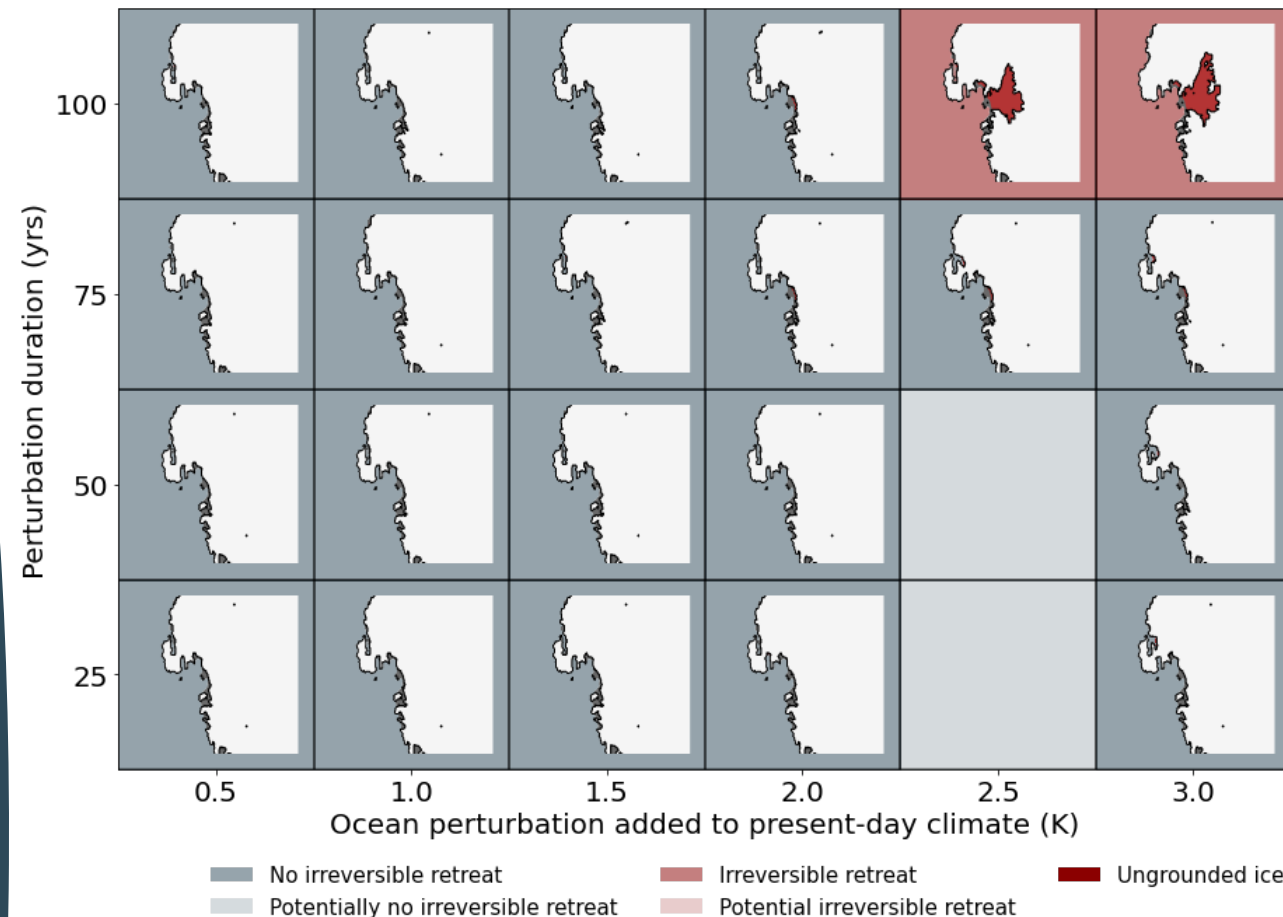 Perturbation duration (yrs)
100
75
50
25
0.5 1.0 1.5 2.0 2.5 3.0
Ocean perturbation added to present-day climate (K)
No irreversible retreat Irreversible retreat Ungrounded ice
Potentially no irreversible retreat Potential irreversible retreat